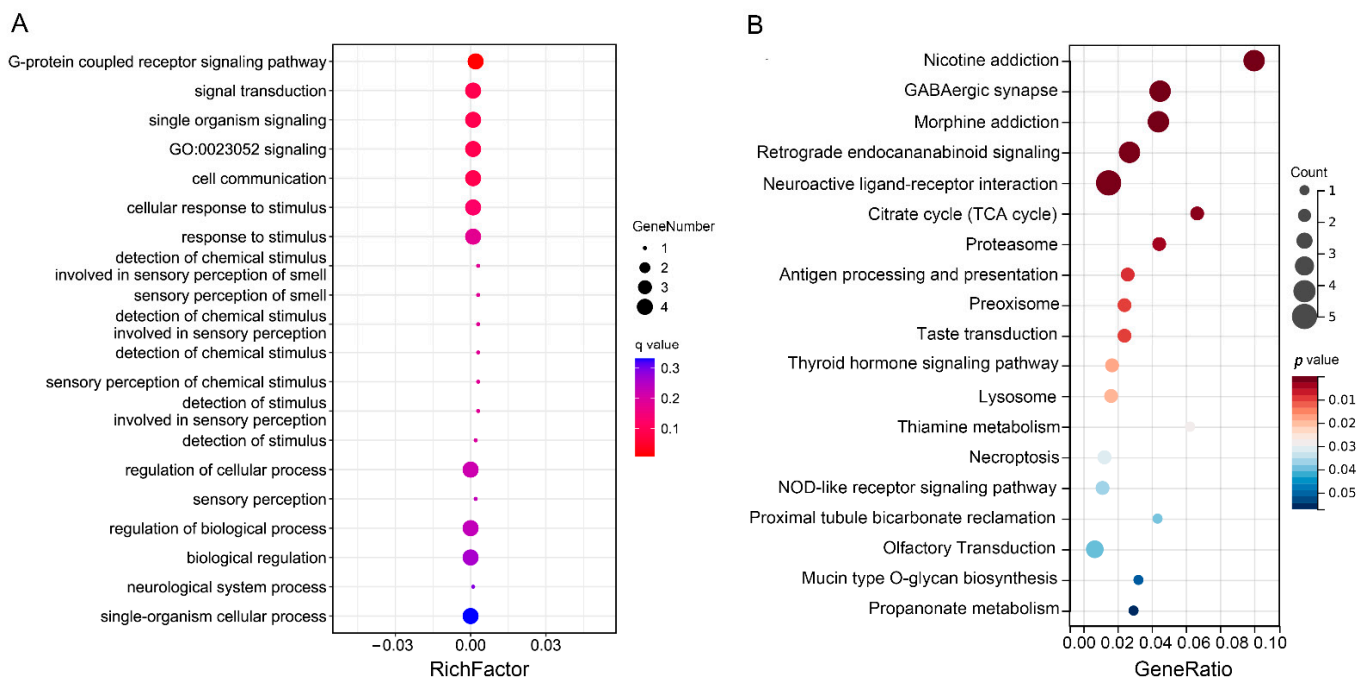 A
G-protein coupled receptor signaling pathway
signal transduction
single organism signaling
GO:0023052 signaling
cell communication
cellular response to stimulus
response to stimulus
detection of chemical stimulus
involved in sensory perception of smell
sensory perception of smell
detection of chemical stimulus
involved in sensory perception
detection of chemical stimulus
sensory perception of chemical stimulus
detection of stimulus
involved in sensory perception
detection of stimulus
regulation of cellular process
sensory perception
regulation of biological process
biological regulation
neurological system process
single-organism cellular process
−0.03 0.00 0.03
RichFactor
GeneNumber
1
2
3
4
q value
0.3
0.2
0.1
B
Nicotine addiction
GABAergic synapse
Morphine addiction
Retrograde endocananabinoid signaling
Neuroactive ligand-receptor interaction
Citrate cycle (TCA cycle)
Proteasome
Antigen processing and presentation
Preoxisome
Taste transduction
Thyroid hormone signaling pathway
Lysosome
Thiamine metabolism
Necroptosis
NOD-like receptor signaling pathway
Proximal tubule bicarbonate reclamation
Olfactory Transduction
Mucin type O-glycan biosynthesis
Propanonate metabolism
0.00 0.02 0.04 0.06 0.080 0.10
GeneRatio
Count
1
2
3
4
5
p value
0.01
0.02
0.03
0.04
0.05